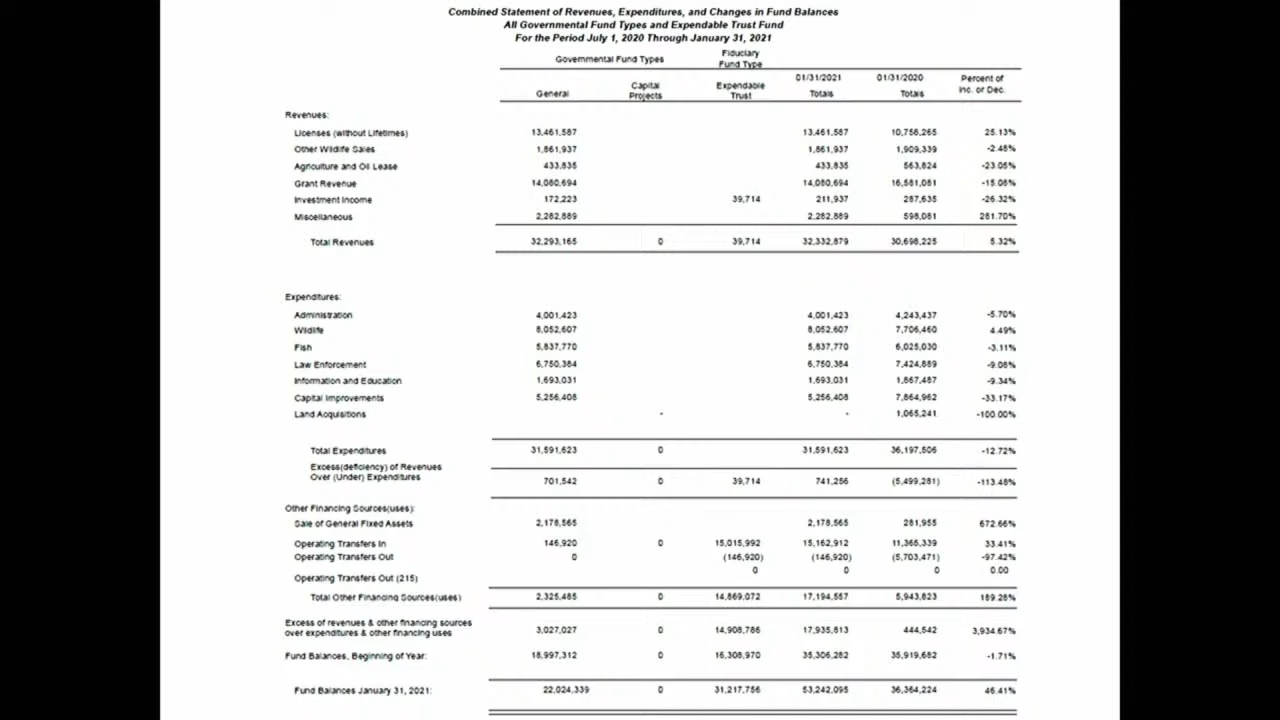 Combined Statement of Revenues, Expenditures, and Changes in Fund Balances
All Governmental Fund Types and Expendable Trust Fund
For the Period July 1, 2020 Through January 31, 2021
Governmental Fund Types Fiduciary Fund Type
General Capital Projects Expendable Trust 01/31/2021 Totals 01/31/2020 Totals Percent of Inc. or Dec.
Revenues:
Licenses (without Lifetimes) 13,461,587 13,461,587 10,758,265 25.13%
Other Wildlife Sales 1,861,937 1,861,937 1,909,339 -2.48%
Agriculture and Oil Lease 433,835 433,835 563,824 -23.05%
Grant Revenue 14,080,694 14,080,694 16,581,081 -15.08%
Investment Income 172,223 39,714 211,937 287,635 -26.32%
Miscellaneous 2,282,889 2,282,889 598,081 281.70%
Total Revenues 32,293,165 0 39,714 32,332,879 30,698,225 5.32%
Expenditures:
Administration 4,001,423 4,001,423 4,243,437 -5.70%
Wildlife 8,052,607 8,052,607 7,706,460 4.49%
Fish 5,837,770 5,837,770 6,025,030 -3.11%
Law Enforcement 6,750,384 6,750,384 7,424,889 -9.08%
Information and Education 1,693,031 1,693,031 1,867,487 -9.34%
Capital Improvements 5,256,408 5,256,408 7,864,962 -33.17%
Land Acquisitions - - 1,065,241 -100.00%
Total Expenditures 31,591,623 0 31,591,623 36,197,506 -12.72%
Excess(deficiency) of Revenues
Over (Under) Expenditures 701,542 0 39,714 741,256 (5,499,281) -113.48%
Other Financing Sources(uses):
Sale of General Fixed Assets 2,178,565 2,178,565 281,955 672.66%
Operating Transfers In 146,920 0 15,015,992 15,162,912 11,365,339 33.41%
Operating Transfers Out 0 (146,920) (146,920) (5,703,471) -97.42%
Operating Transfers Out (215) 0 0 0 0.00
Total Other Financing Sources(uses) 2,325,485 0 14,869,072 17,194,557 5,943,823 189.28%
Excess of revenues & other financing sources
over expenditures & other financing uses 3,027,027 0 14,908,786 17,935,813 444,542 3,934.67%
Fund Balances, Beginning of Year: 18,997,312 0 16,308,970 35,306,282 35,919,682 -1.71%
Fund Balances January 31, 2021: 22,024,339 0 31,217,756 53,242,095 36,364,224 46.41%